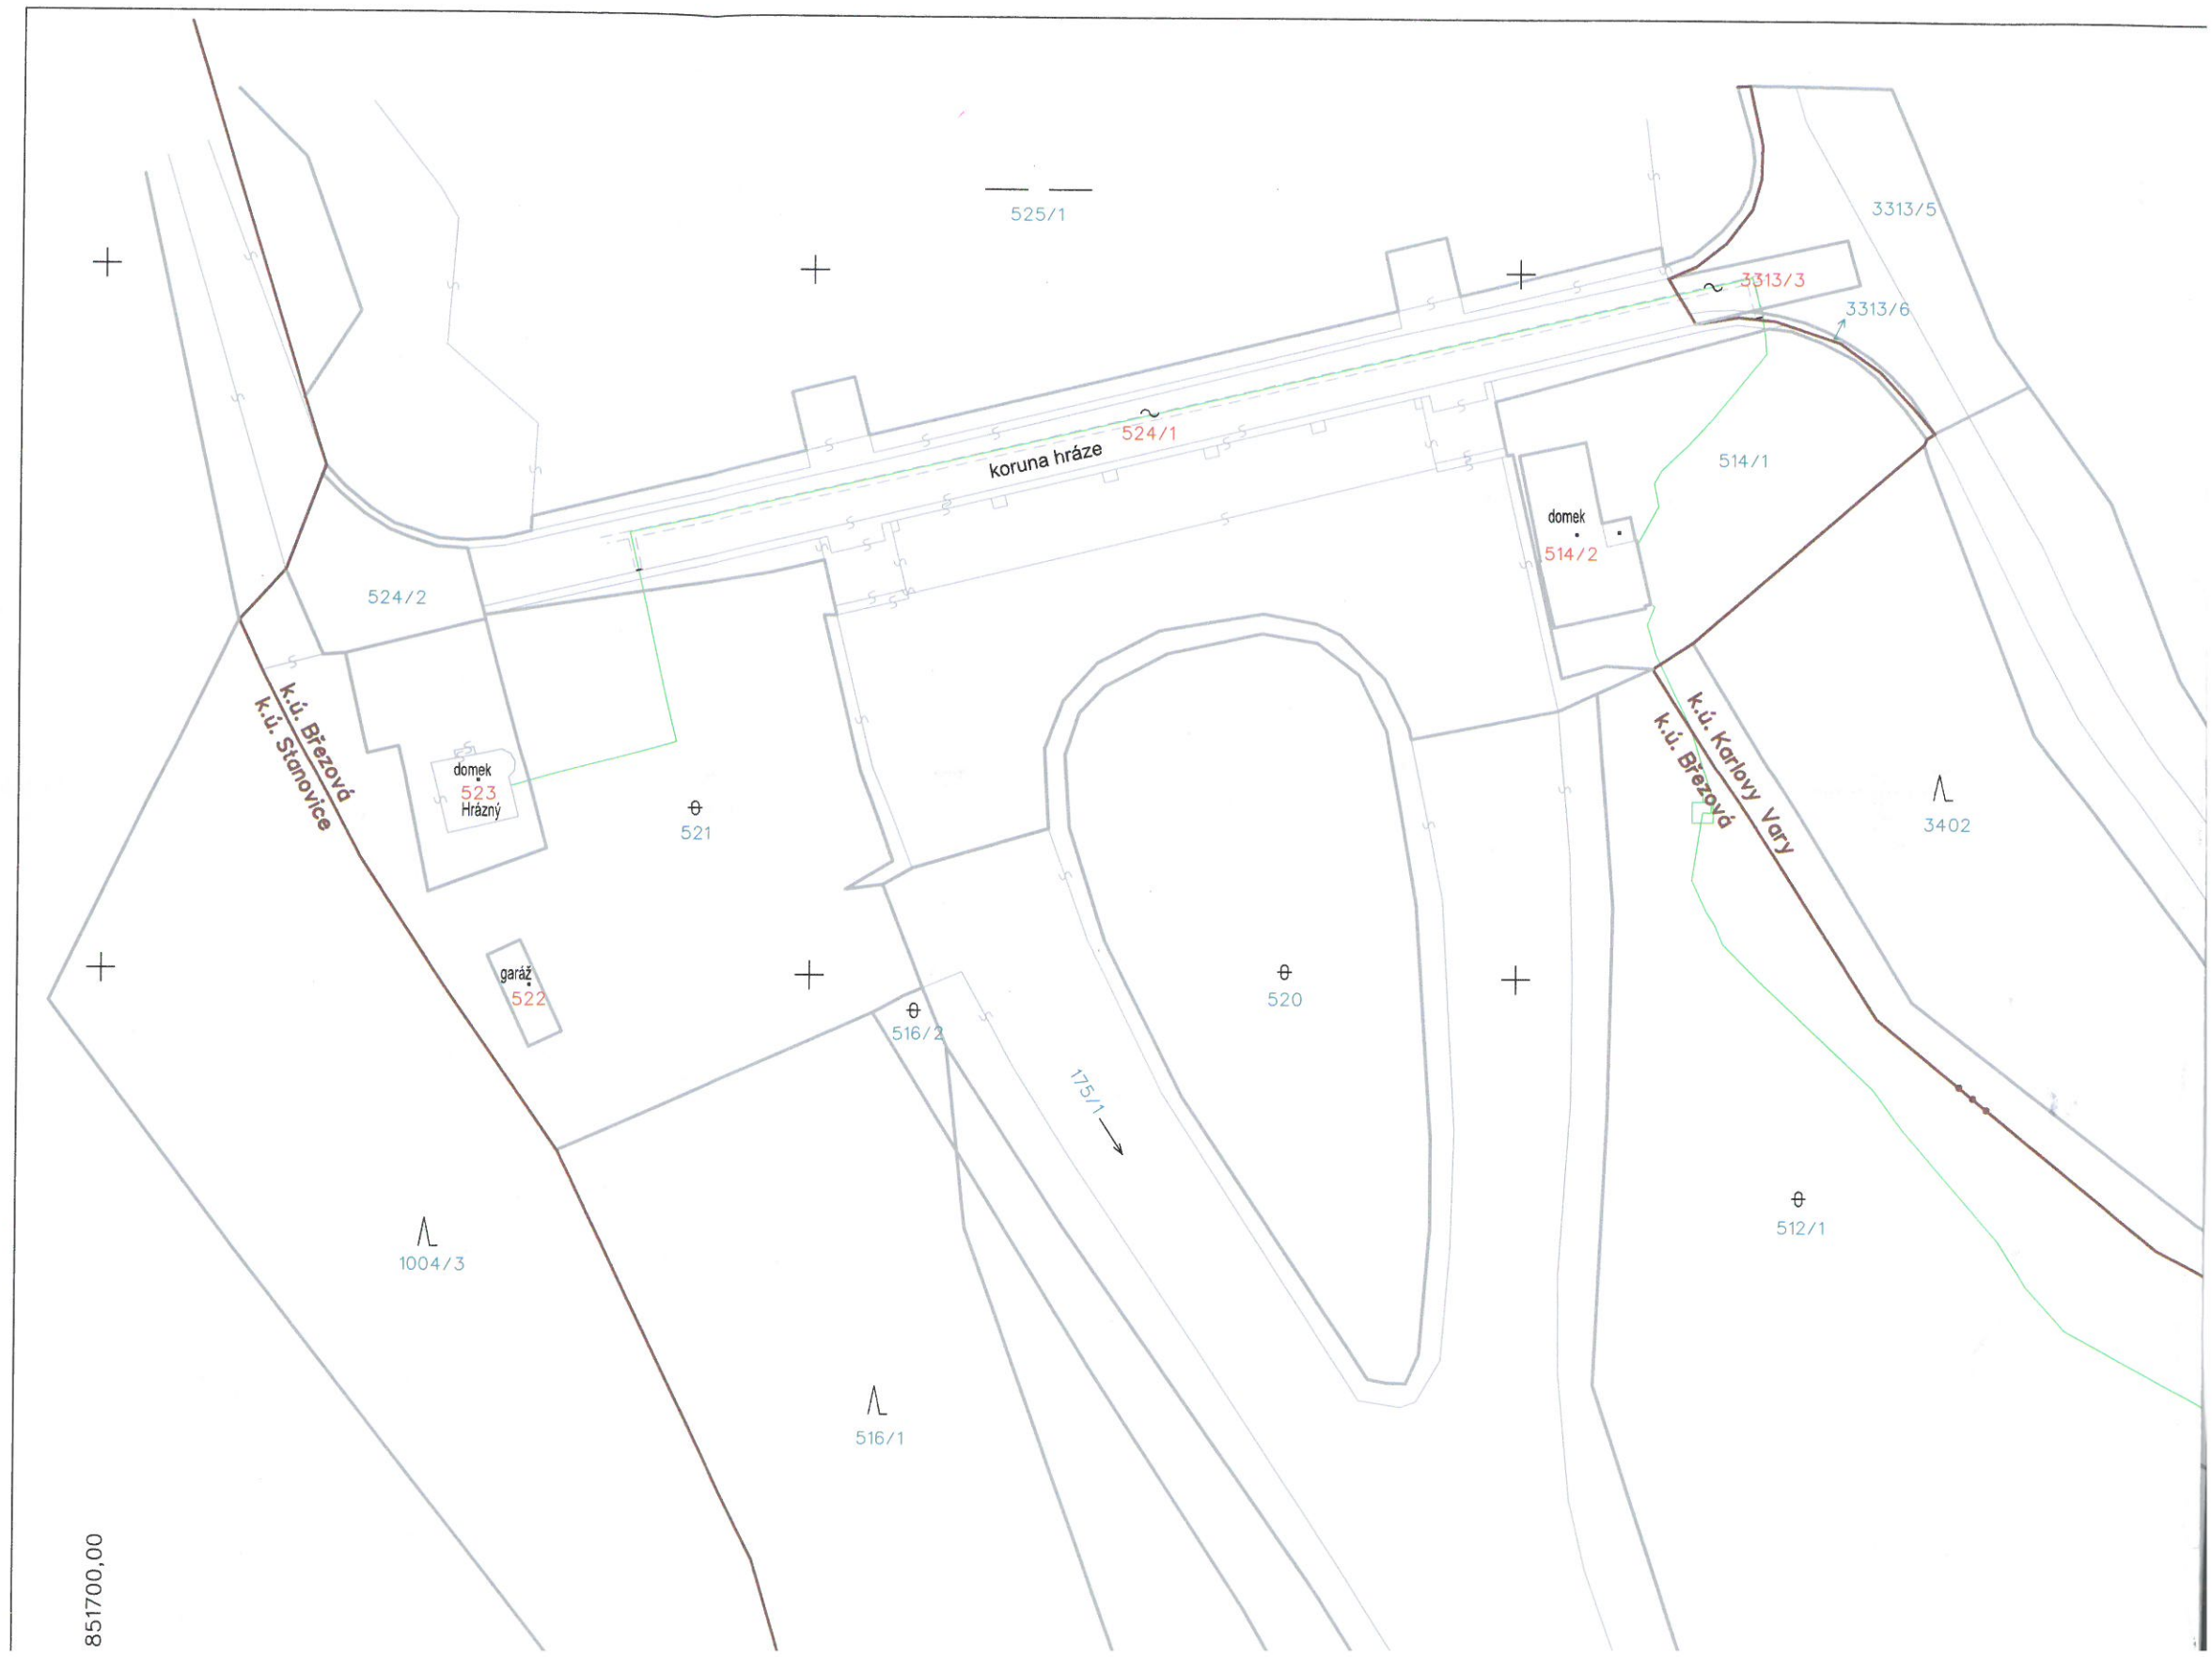 525/1
3313/5
3313/3
3313/6
524/1
koruna hráze
514/1
domek
514/2
524/2
k.ú. Březová
k.ú. Stanovice
domek
523
Hrázný
521
k.ú. Karlovy Vary
k.ú. Březová
3402
garáž
522
520
516/2
175/1
512/1
1004/3
516/1
851700,00